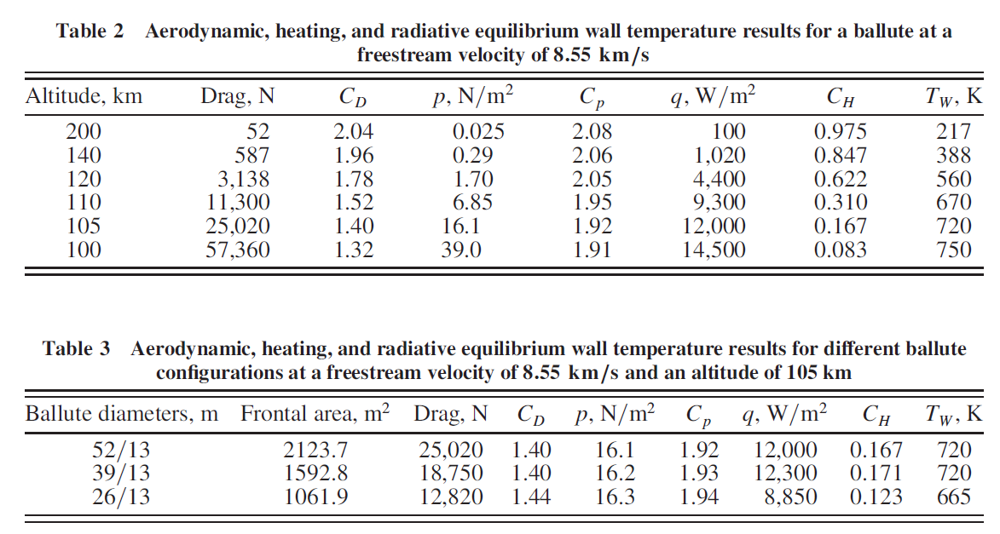 Table 2 Aerodynamic, heating, and radiative equilibrium wall temperature results for a ballute at a
freestream velocity of 8.55 km/s
Altitude, km Drag, N C_D p, N/m² C_p q, W/m² C_H T_W, K
200 52 2.04 0.025 2.08 100 0.975 217
140 587 1.96 0.29 2.06 1,020 0.847 388
120 3,138 1.78 1.70 2.05 4,400 0.622 560
110 11,300 1.52 6.85 1.95 9,300 0.310 670
105 25,020 1.40 16.1 1.92 12,000 0.167 720
100 57,360 1.32 39.0 1.91 14,500 0.083 750
Table 3 Aerodynamic, heating, and radiative equilibrium wall temperature results for different ballute
configurations at a freestream velocity of 8.55 km/s and an altitude of 105 km
Ballute diameters, m Frontal area, m² Drag, N C_D p, N/m² C_p q, W/m² C_H T_W, K
52/13 2123.7 25,020 1.40 16.1 1.92 12,000 0.167 720
39/13 1592.8 18,750 1.40 16.2 1.93 12,300 0.171 720
26/13 1061.9 12,820 1.44 16.3 1.94 8,850 0.123 665